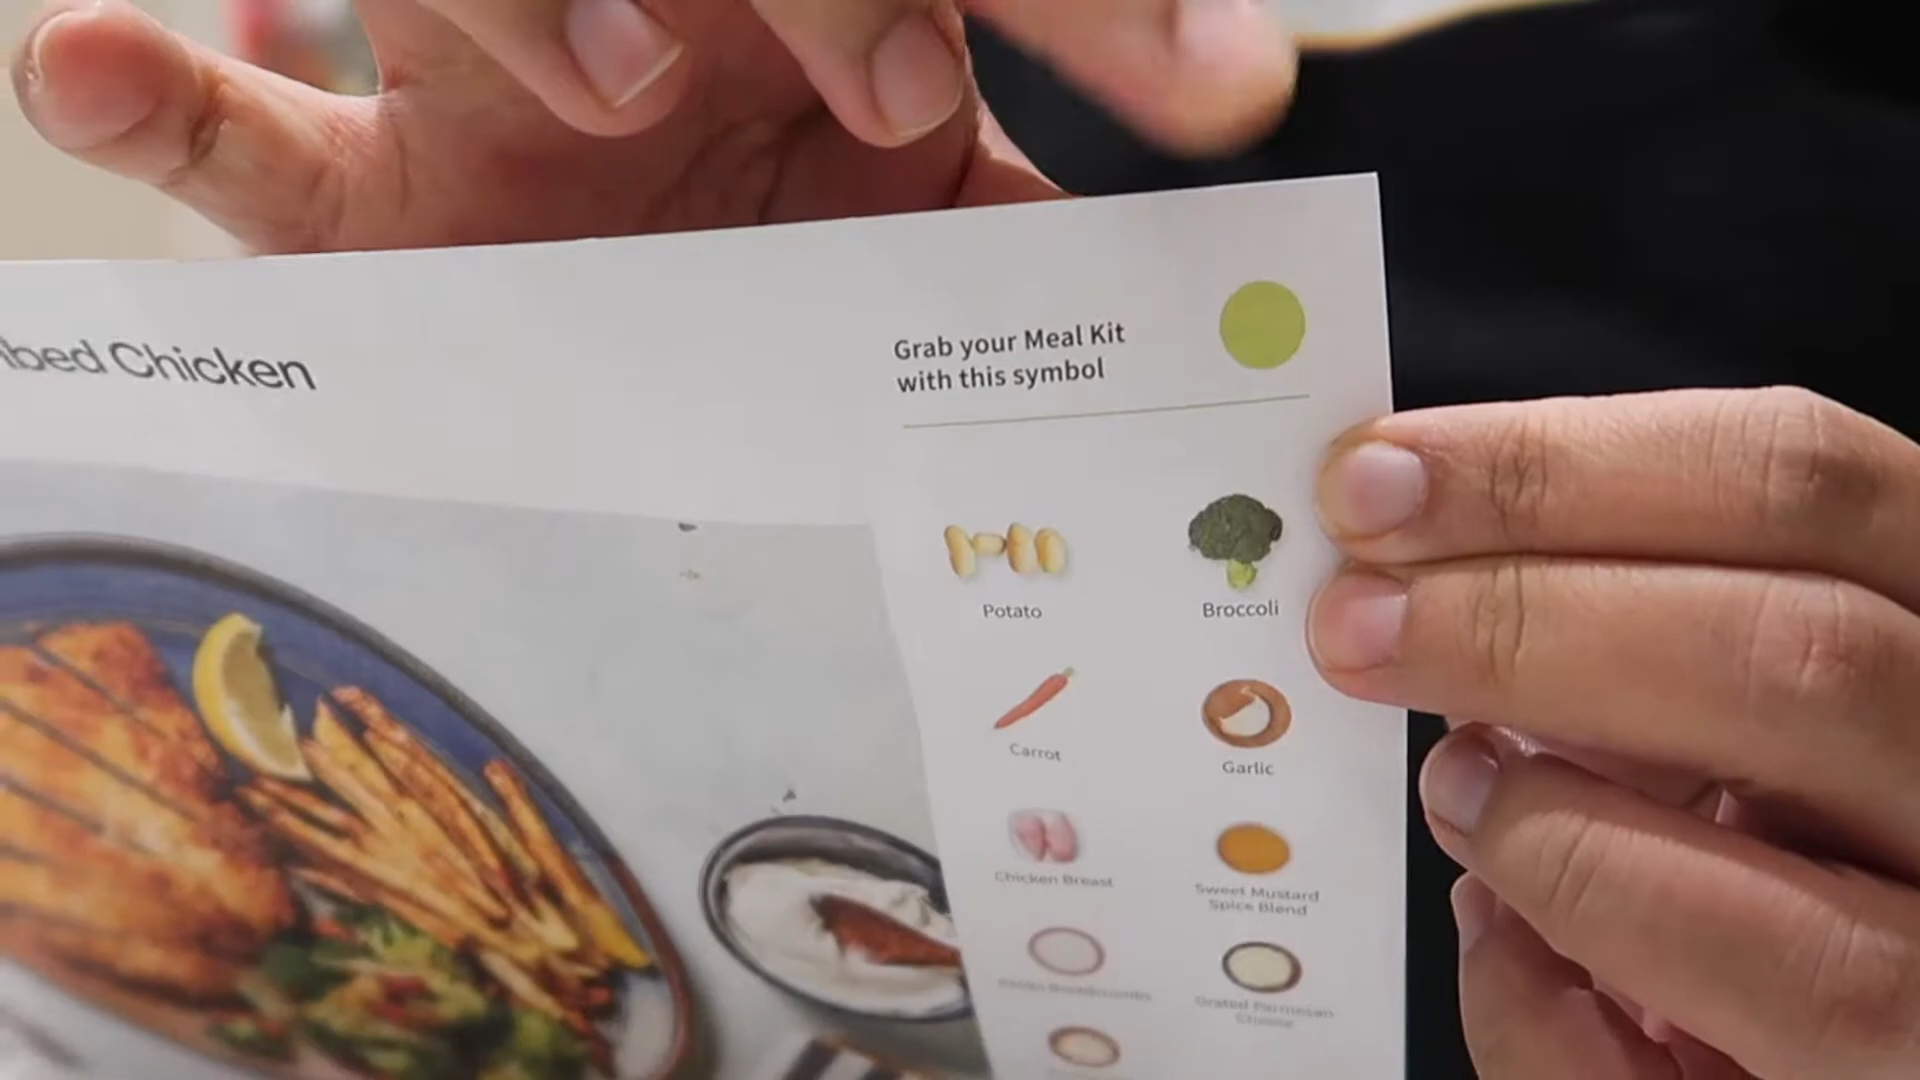 Chicken
Grab your Meal Kit
with this symbol
Potato
Broccoli
Carrot
Garlic
Chicken Breast
Sweet Mustard
Spice Blend
Grated Parmesan
Cheese